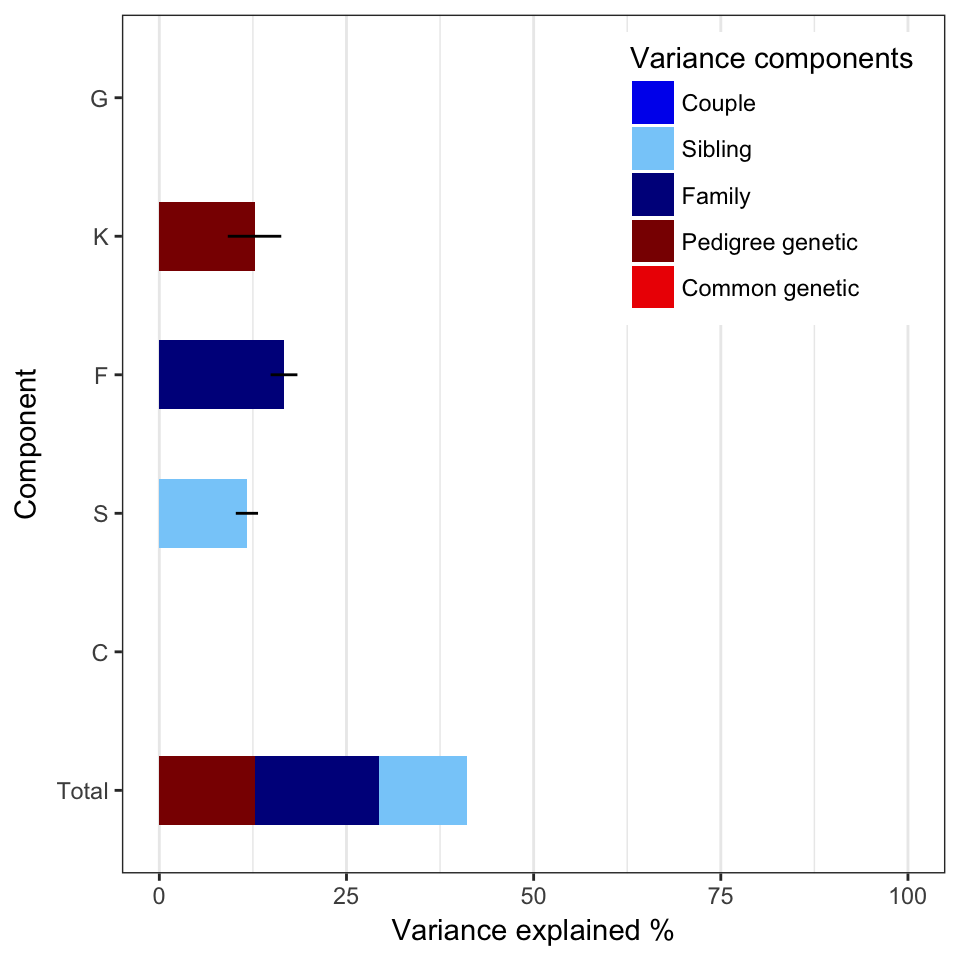 Variance components
Couple
Sibling
Family
Pedigree genetic
Common genetic
Component
G
K
F
S
C
Total
0 25 50 75 100
Variance explained %